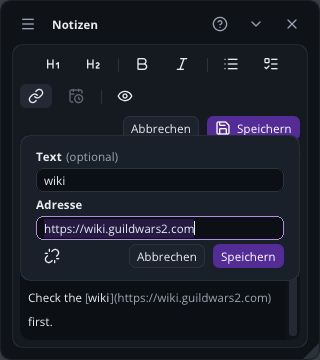 Notizen
H1 H2 B I
Abbrechen Speichern
Text (optional)
wiki
Adresse
https://wiki.guildwars2.com
Abbrechen Speichern
Check the [wiki](https://wiki.guildwars2.com)
first.